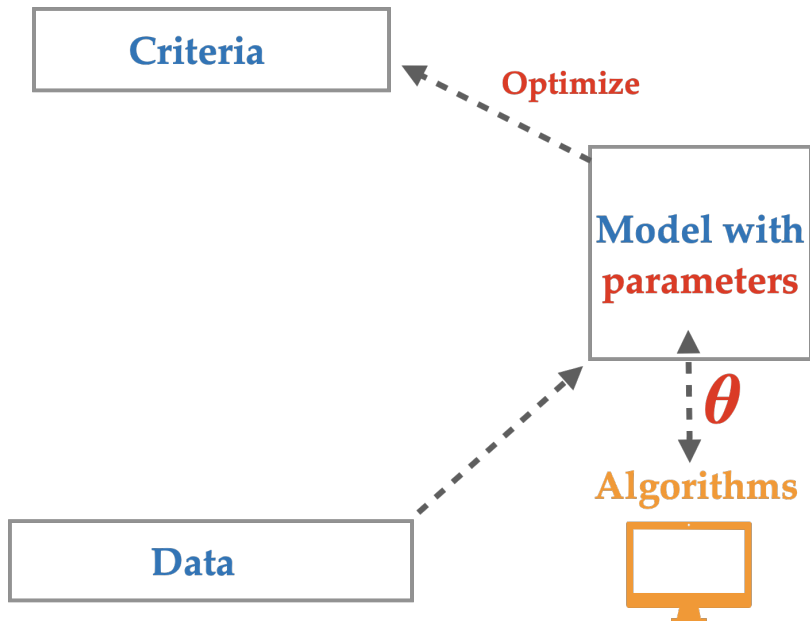 Criteria
Optimize
Model with
parameters
θ
Algorithms
Data